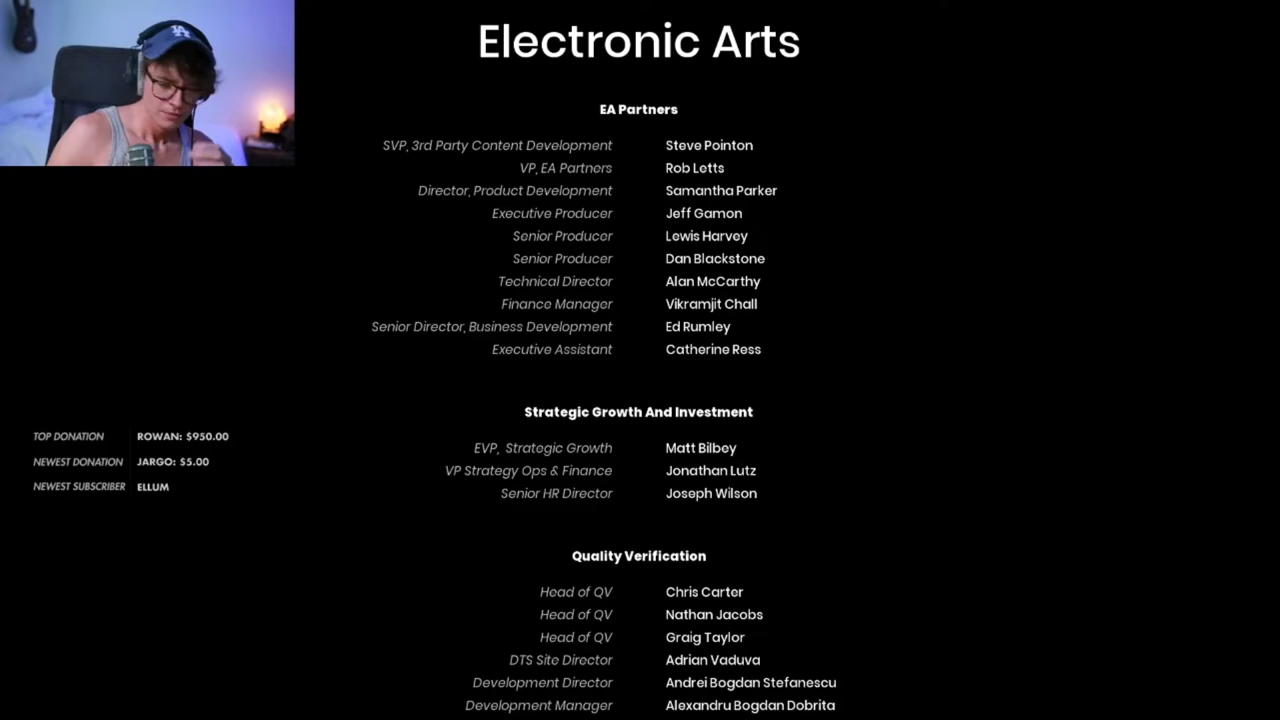 Electronic Arts
EA Partners
SVP, 3rd Party Content Development Steve Pointon
VP, EA Partners Rob Letts
Director, Product Development Samantha Parker
Executive Producer Jeff Gamon
Senior Producer Lewis Harvey
Senior Producer Dan Blackstone
Technical Director Alan McCarthy
Finance Manager Vikramjit Chall
Senior Director, Business Development Ed Rumley
Executive Assistant Catherine Ress
Strategic Growth And Investment
EVP, Strategic Growth Matt Bilbey
VP Strategy Ops & Finance Jonathan Lutz
Senior HR Director Joseph Wilson
Quality Verification
Head of QV Chris Carter
Head of QV Nathan Jacobs
Head of QV Graig Taylor
DTS Site Director Adrian Vaduva
Development Director Andrei Bogdan Stefanescu
Development Manager Alexandru Bogdan Dobrita
TOP DONATION ROWAN: $950.00
NEWEST DONATION JARGO: $5.00
NEWEST SUBSCRIBER ELLUM
LA